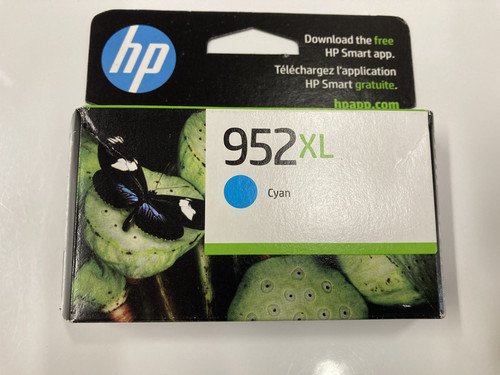 hp
Download the free
HP Smart app.
Téléchargez l'application
HP Smart gratuite.
hpapp.com
952XL
Cyan